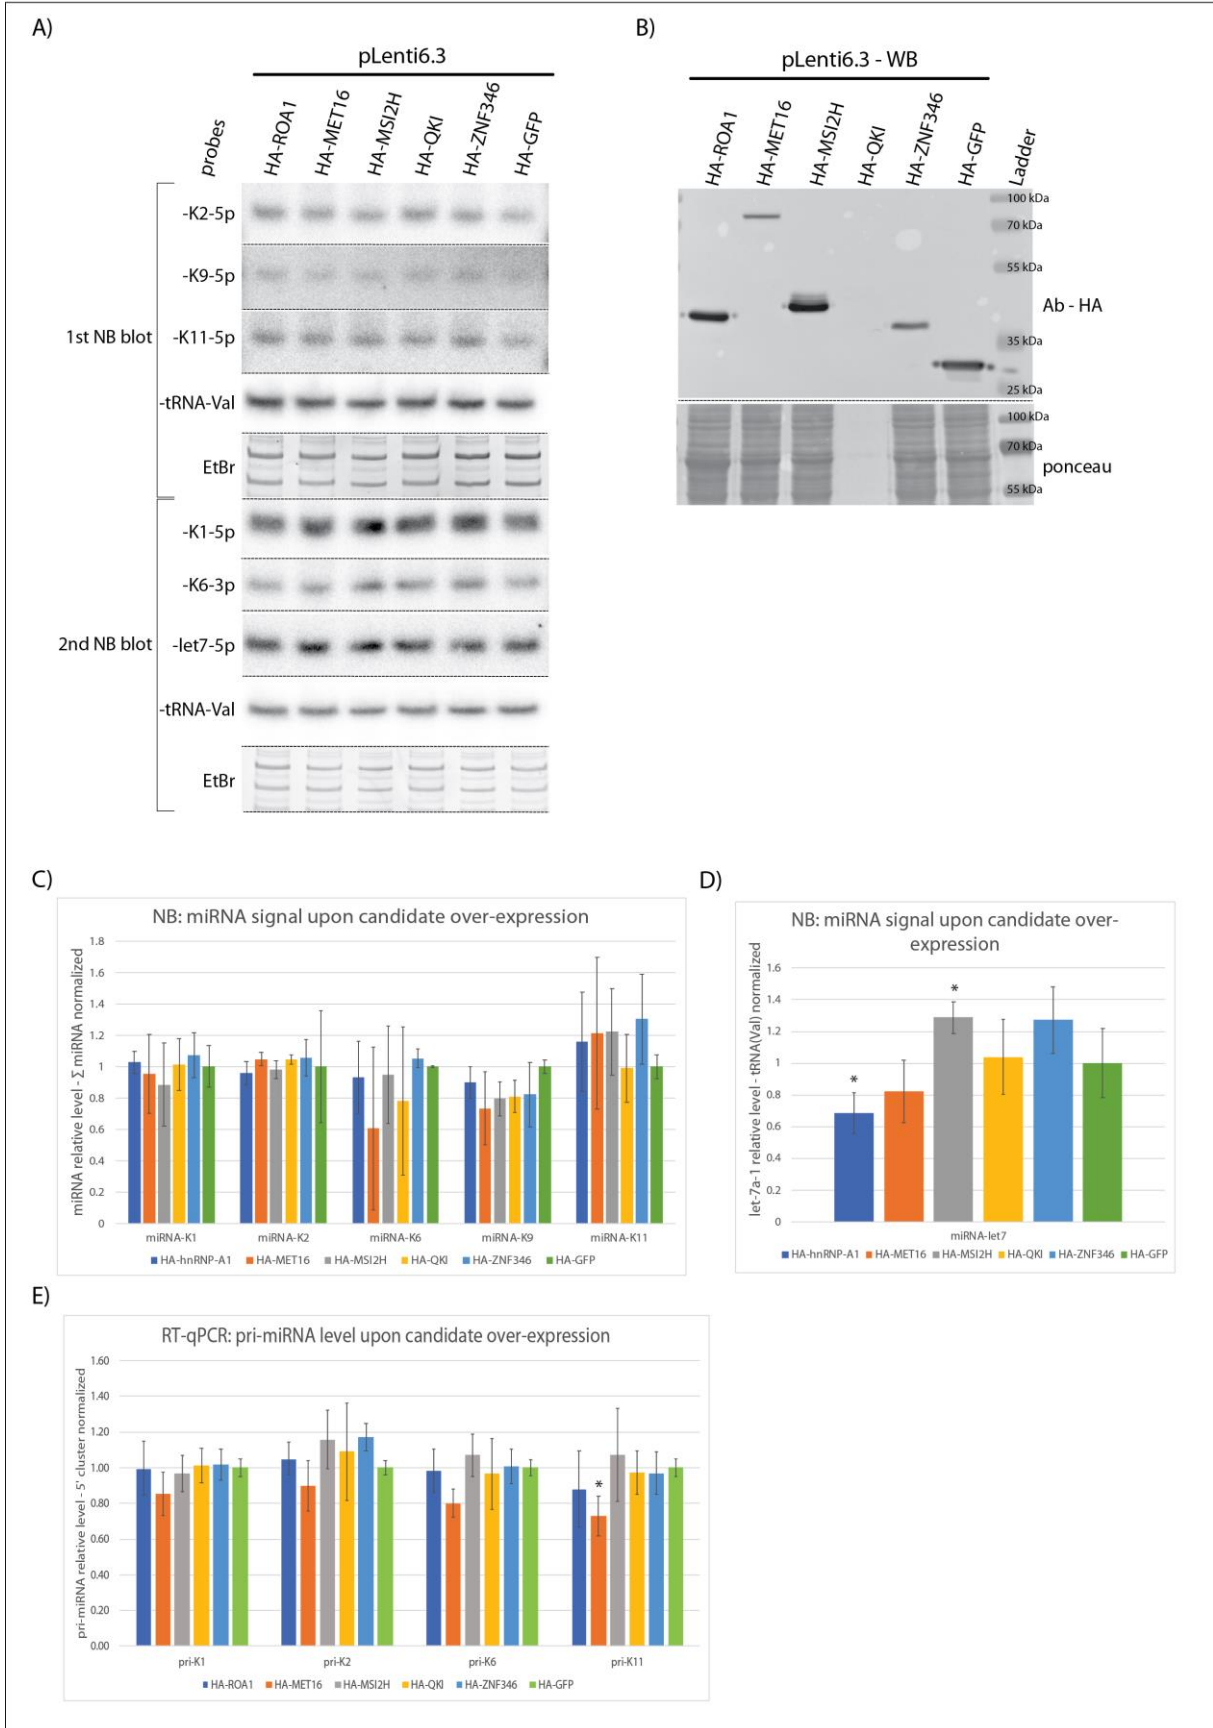 A)
pLenti6.3
probes
HA-ROA1
HA-MET16
HA-MSI2H
HA-QKI
HA-ZNF346
HA-GFP
1st NB blot
-K2-5p
-K9-5p
-K11-5p
-tRNA-Val
EtBr
2nd NB blot
-K1-5p
-K6-3p
-let7-5p
-tRNA-Val
EtBr
B)
pLenti6.3 - WB
HA-ROA1
HA-MET16
HA-MSI2H
HA-QKI
HA-ZNF346
HA-GFP
Ladder
100 kDa
70 kDa
55 kDa
35 kDa
25 kDa
Ab - HA
100 kDa
70 kDa
55 kDa
ponceau
C)
NB: miRNA signal upon candidate over-expression
miRNA relative level - Σ miRNA normalized
1.8
1.6
1.4
1.2
1
0.8
0.6
0.4
0.2
0
miRNA-K1 miRNA-K2 miRNA-K6 miRNA-K9 miRNA-K11
HA-hnRNP-A1 HA-MET16 HA-MSI2H HA-QKI HA-ZNF346 HA-GFP
D)
NB: miRNA signal upon candidate over-
expression
let-7a-1 relative level - tRNA(Val) normalized
1.6
1.4
1.2
1
0.8
0.6
0.4
0.2
0
*
*
miRNA-let7
HA-hnRNP-A1 HA-MET16 HA-MSI2H HA-QKI HA-ZNF346 HA-GFP
E)
RT-qPCR: pri-miRNA level upon candidate over-expression
pri-miRNA relative level - 5' cluster normalized
1.60
1.40
1.20
1.00
0.80
0.60
0.40
0.20
0.00
*
pri-K1 pri-K2 pri-K6 pri-K11
HA-ROA1 HA-MET16 HA-MSI2H HA-QKI HA-ZNF346 HA-GFP